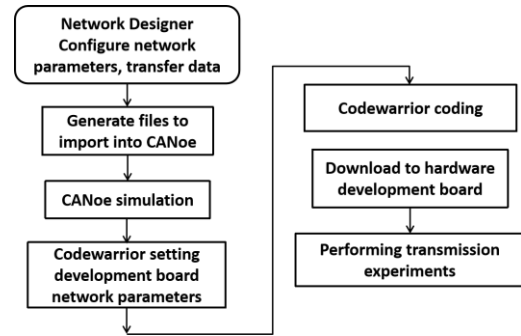 Network Designer
Configure network
parameters, transfer data
Generate files to
import into CANoe
CANoe simulation
Codewarrior setting
development board
network parameters
Codewarrior coding
Download to hardware
development board
Performing transmission
experiments